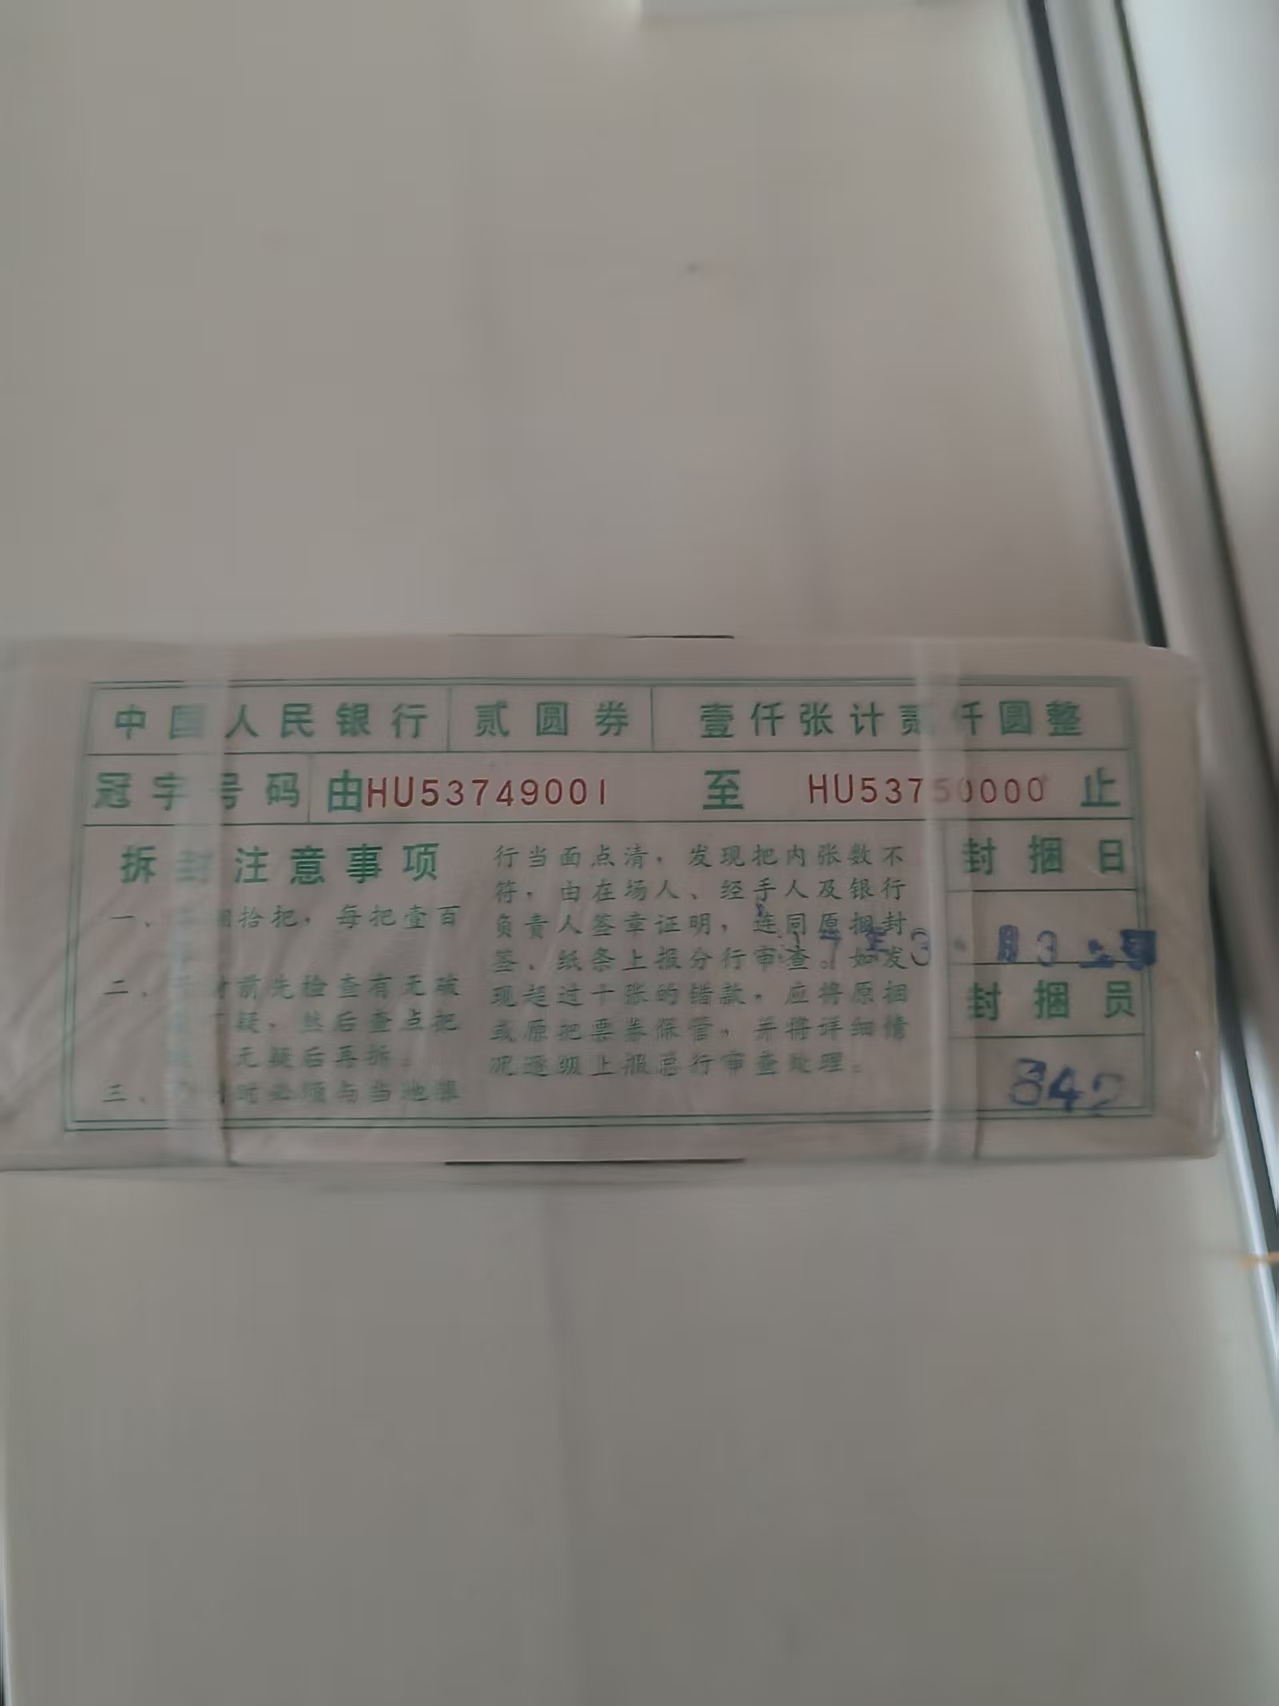 中国人民银行 贰圆券 壹仟张计贰仟圆整
冠字号码 由HU53749001 至 HU53750000 止
拆封注意事项
一、 拾把，每把壹百
二、 前先检查有无破
疑，然后查点把
无疑后再拆。
三、 时必须与当地银
行当面点清，发现把内张数不
符，由在场人、经手人及银行
负责人签章证明，连同原捆封
签、纸条上报分行审查。如发
现超过十张的错款，应将原捆
或原把票券保管，并将详细情
况逐级上报总行审查处理。
封捆日
封捆员
842